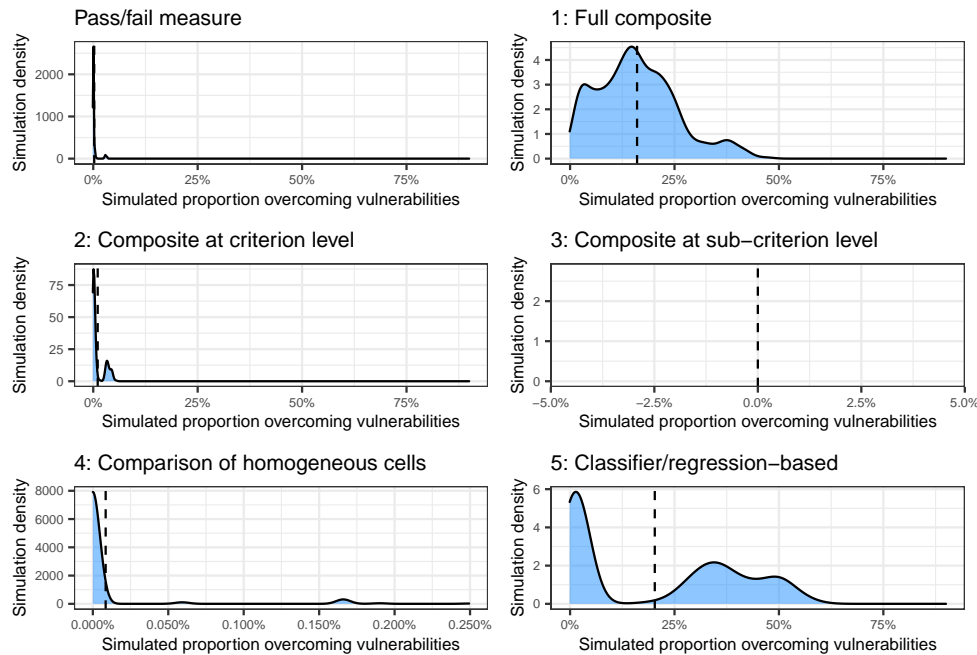 Pass/fail measure
Simulation density
2000
1000
0
0%
25%
50%
75%
Simulated proportion overcoming vulnerabilities
1: Full composite
Simulation density
4
3
2
1
0
0%
25%
50%
75%
Simulated proportion overcoming vulnerabilities
2: Composite at criterion level
Simulation density
75
50
25
0
0%
25%
50%
75%
Simulated proportion overcoming vulnerabilities
3: Composite at sub−criterion level
Simulation density
2
1
0
−5.0%
−2.5%
0.0%
2.5%
5.0%
Simulated proportion overcoming vulnerabilities
4: Comparison of homogeneous cells
Simulation density
8000
6000
4000
2000
0
0.000%
0.050%
0.100%
0.150%
0.200%
0.250%
Simulated proportion overcoming vulnerabilities
5: Classifier/regression−based
Simulation density
6
4
2
0
0%
25%
50%
75%
Simulated proportion overcoming vulnerabilities